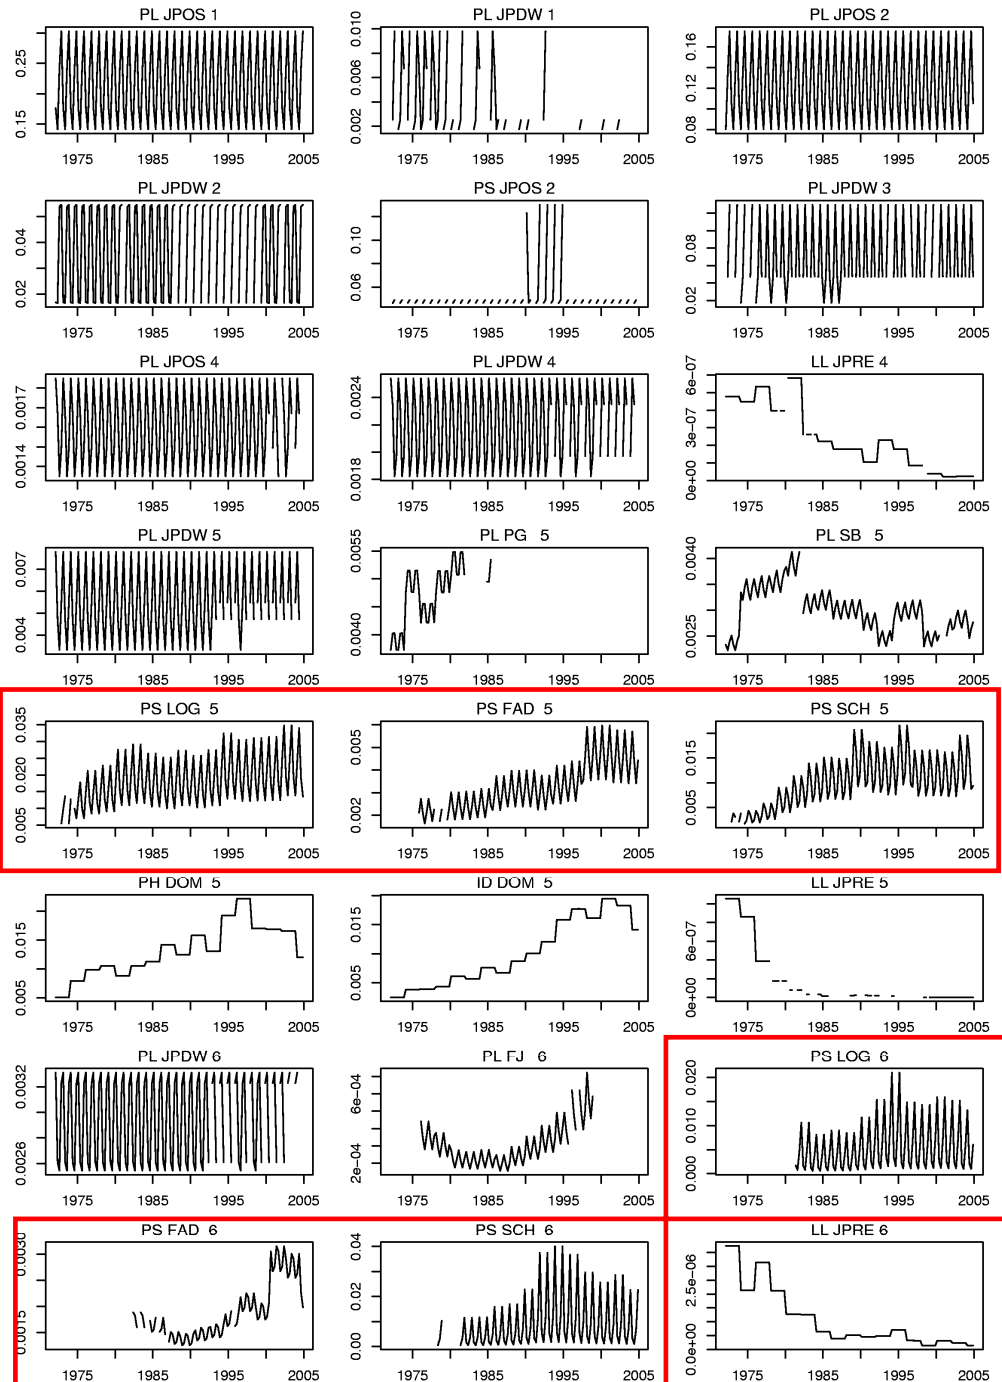 PL JPOS 1 PL JPDW 1 PL JPOS 2
0.15 0.25 0.002 0.006 0.010 0.08 0.12 0.16
1975 1985 1995 2005 1975 1985 1995 2005 1975 1985 1995 2005
PL JPDW 2 PS JPOS 2 PL JPDW 3
0.02 0.04 0.06 0.10 0.02 0.08
1975 1985 1995 2005 1975 1985 1995 2005 1975 1985 1995 2005
PL JPOS 4 PL JPDW 4 LL JPRE 4
0.0014 0.0017 0.0018 0.0024 0e+00 3e-07 6e-07
1975 1985 1995 2005 1975 1985 1995 2005 1975 1985 1995 2005
PL JPDW 5 PL PG 5 PL SB 5
0.004 0.007 0.0040 0.0055 0.0025 0.0040
1975 1985 1995 2005 1975 1985 1995 2005 1975 1985 1995 2005
PS LOG 5 PS FAD 5 PS SCH 5
0.005 0.020 0.035 0.002 0.005 0.005 0.015
1975 1985 1995 2005 1975 1985 1995 2005 1975 1985 1995 2005
PH DOM 5 ID DOM 5 LL JPRE 5
0.005 0.015 0.005 0.015 0e+00 6e-07
1975 1985 1995 2005 1975 1985 1995 2005 1975 1985 1995 2005
PL JPDW 6 PL FJ 6 PS LOG 6
0.0026 0.0032 2e-04 6e-04 0.000 0.010 0.020
1975 1985 1995 2005 1975 1985 1995 2005 1975 1985 1995 2005
PS FAD 6 PS SCH 6 LL JPRE 6
0.0015 0.0030 0.00 0.02 0.04 0.0e+00 2.5e-06
1975 1985 1995 2005 1975 1985 1995 2005 1975 1985 1995 2005